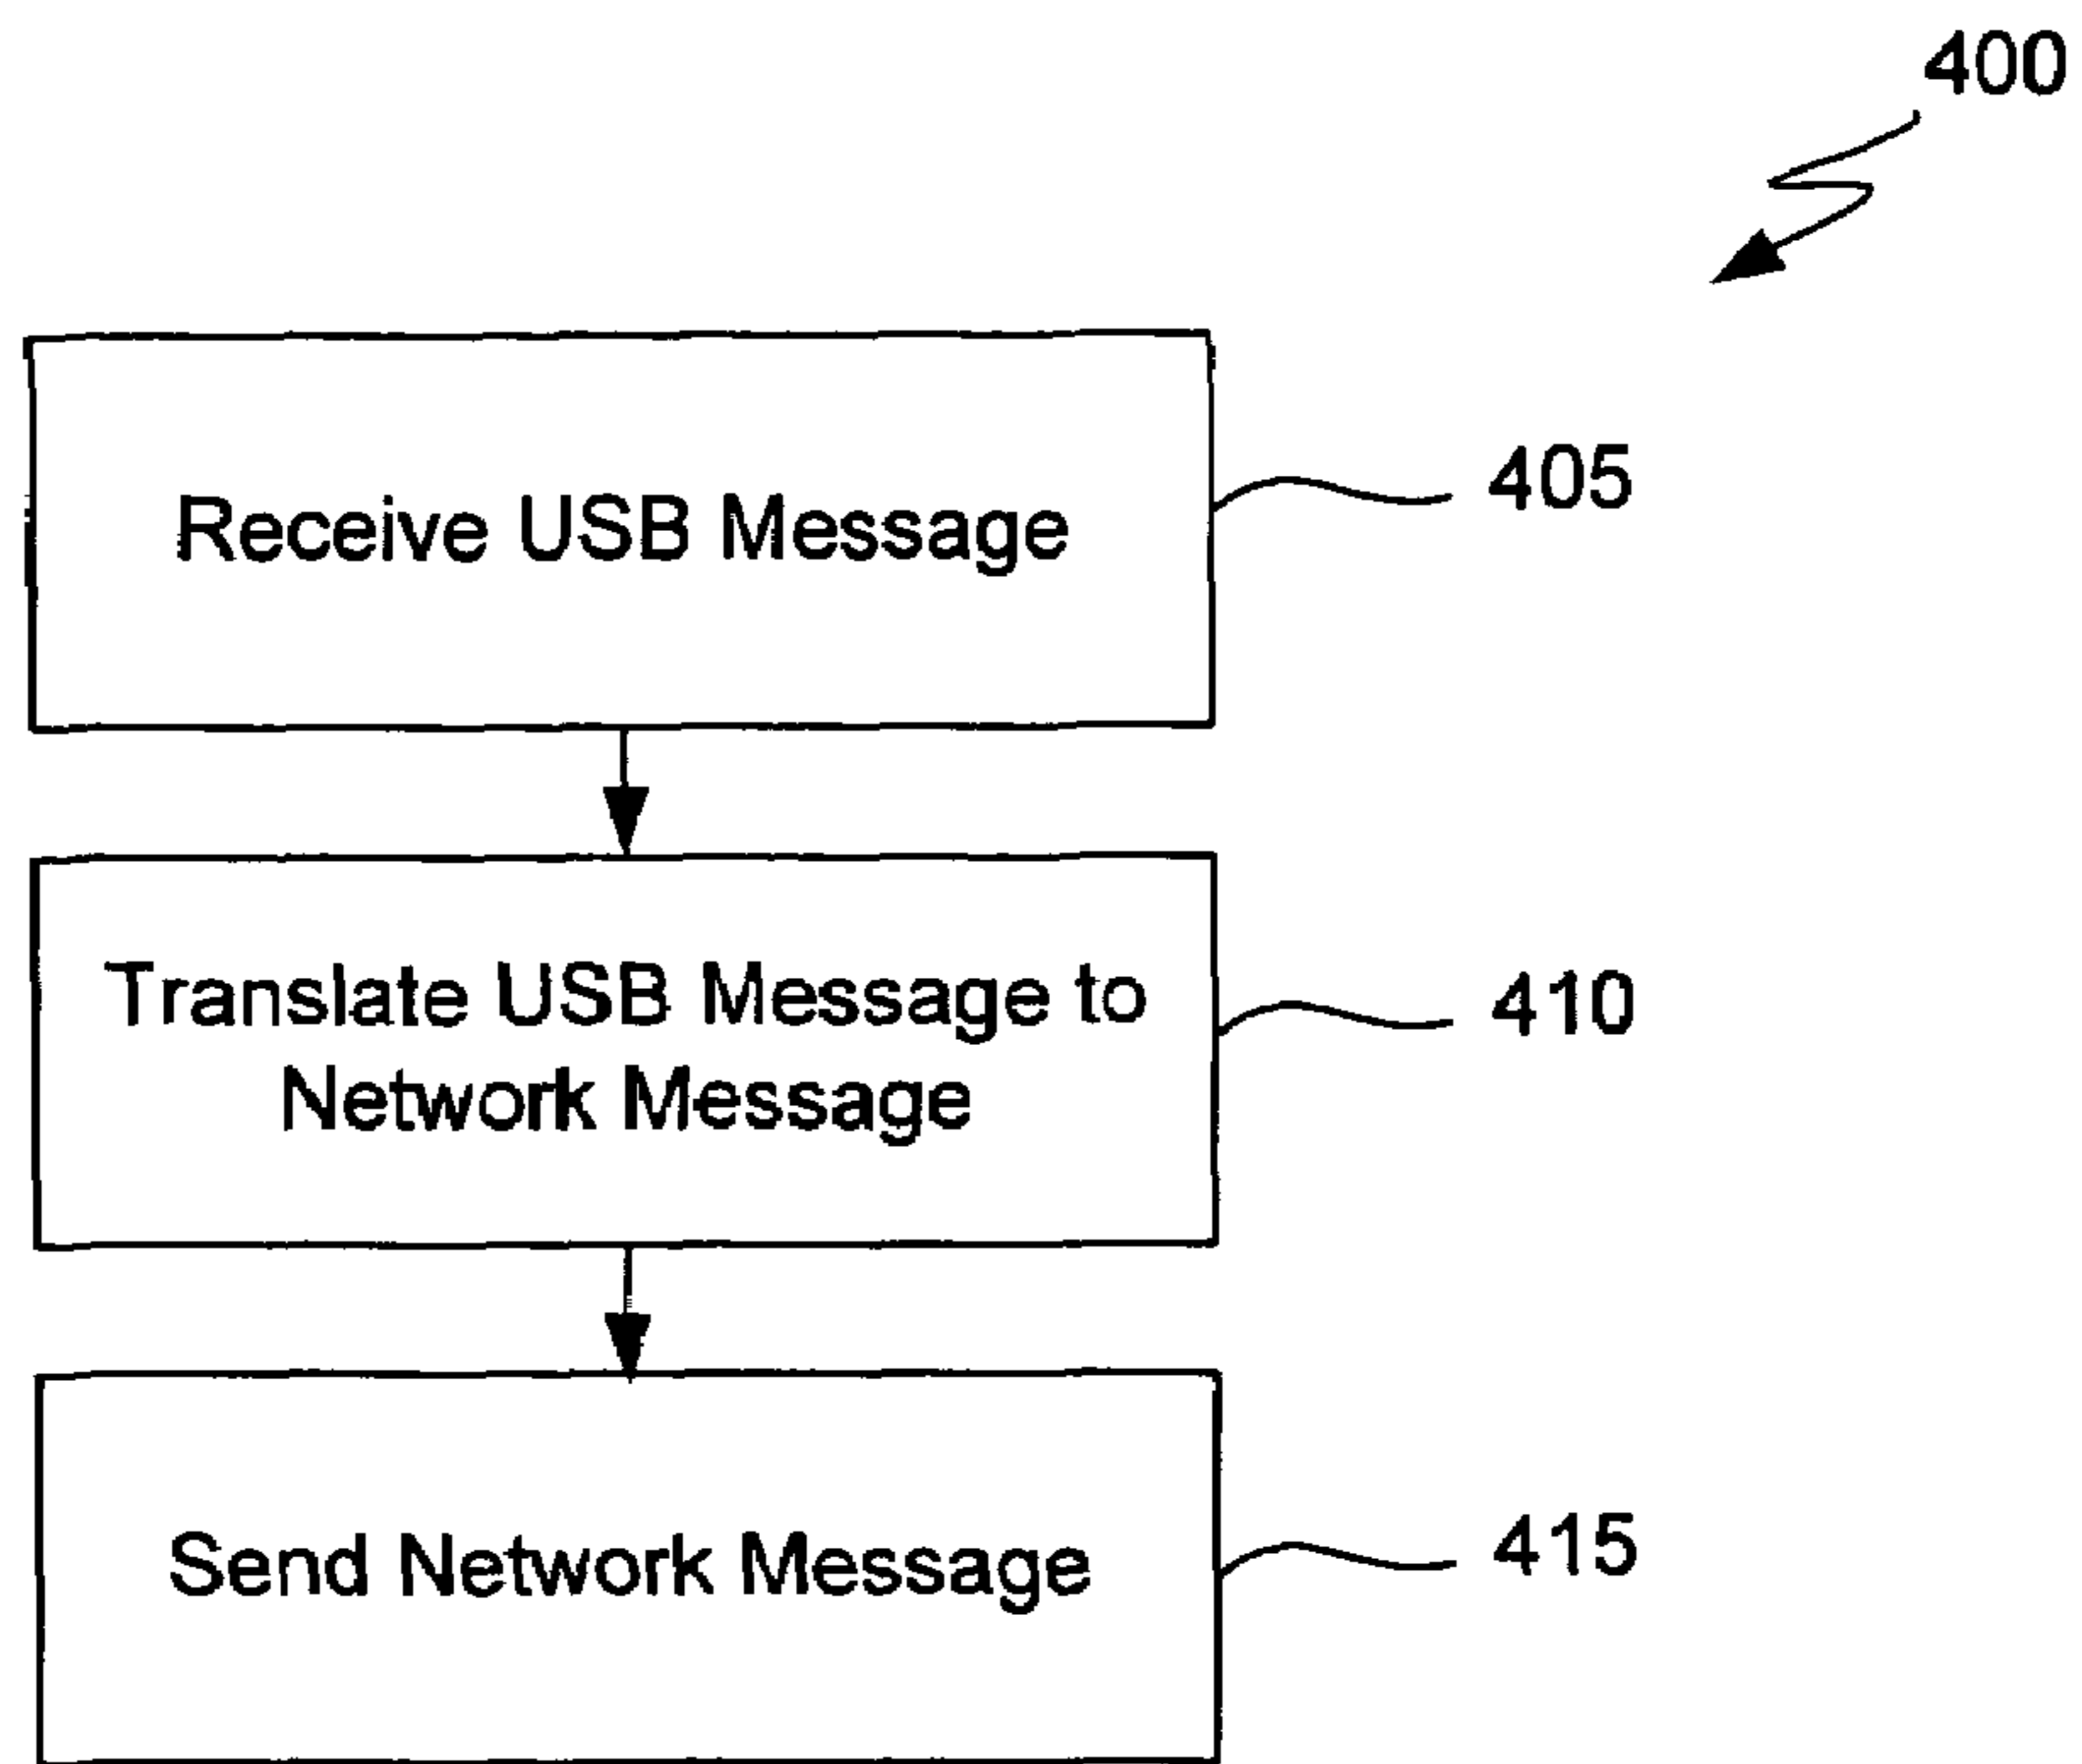 400
Receive USB Message
405
Translate USB Message to
Network Message
410
Send Network Message
415